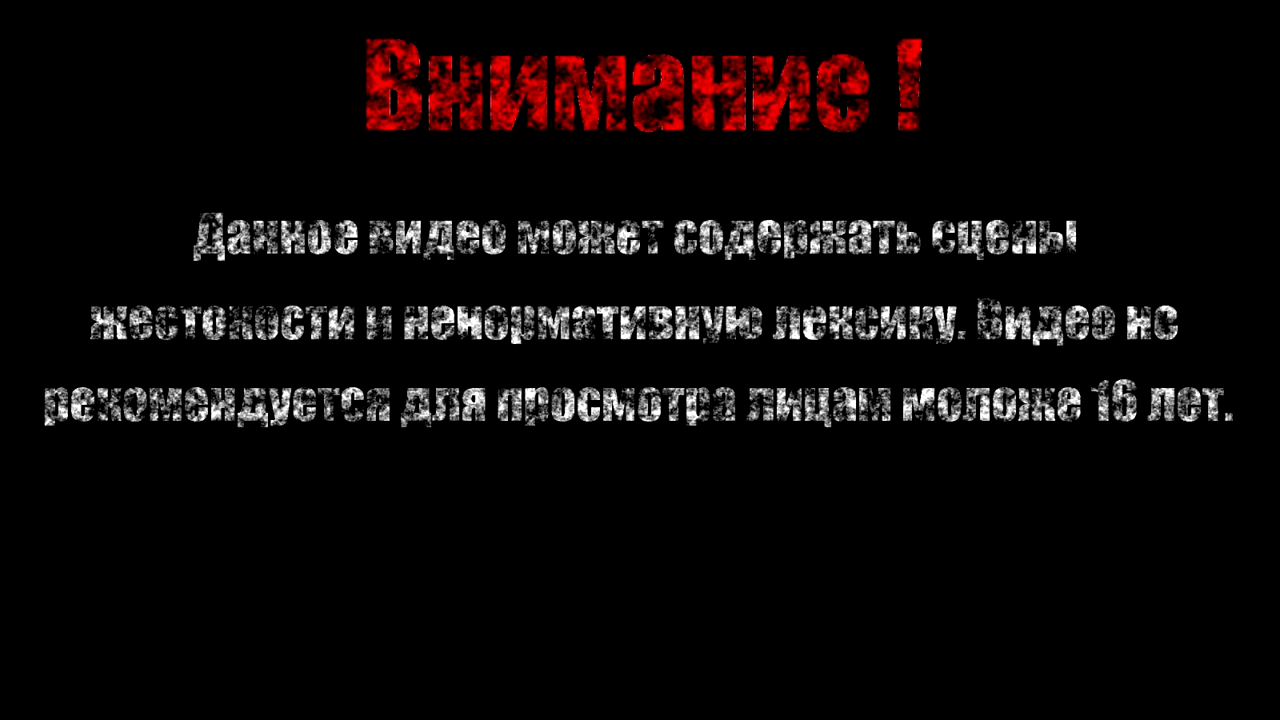 Внимание !
Данное видео может содержать сцены
жестокости и ненормативную лексику. Видео не
рекомендуется для просмотра лицам моложе 16 лет.